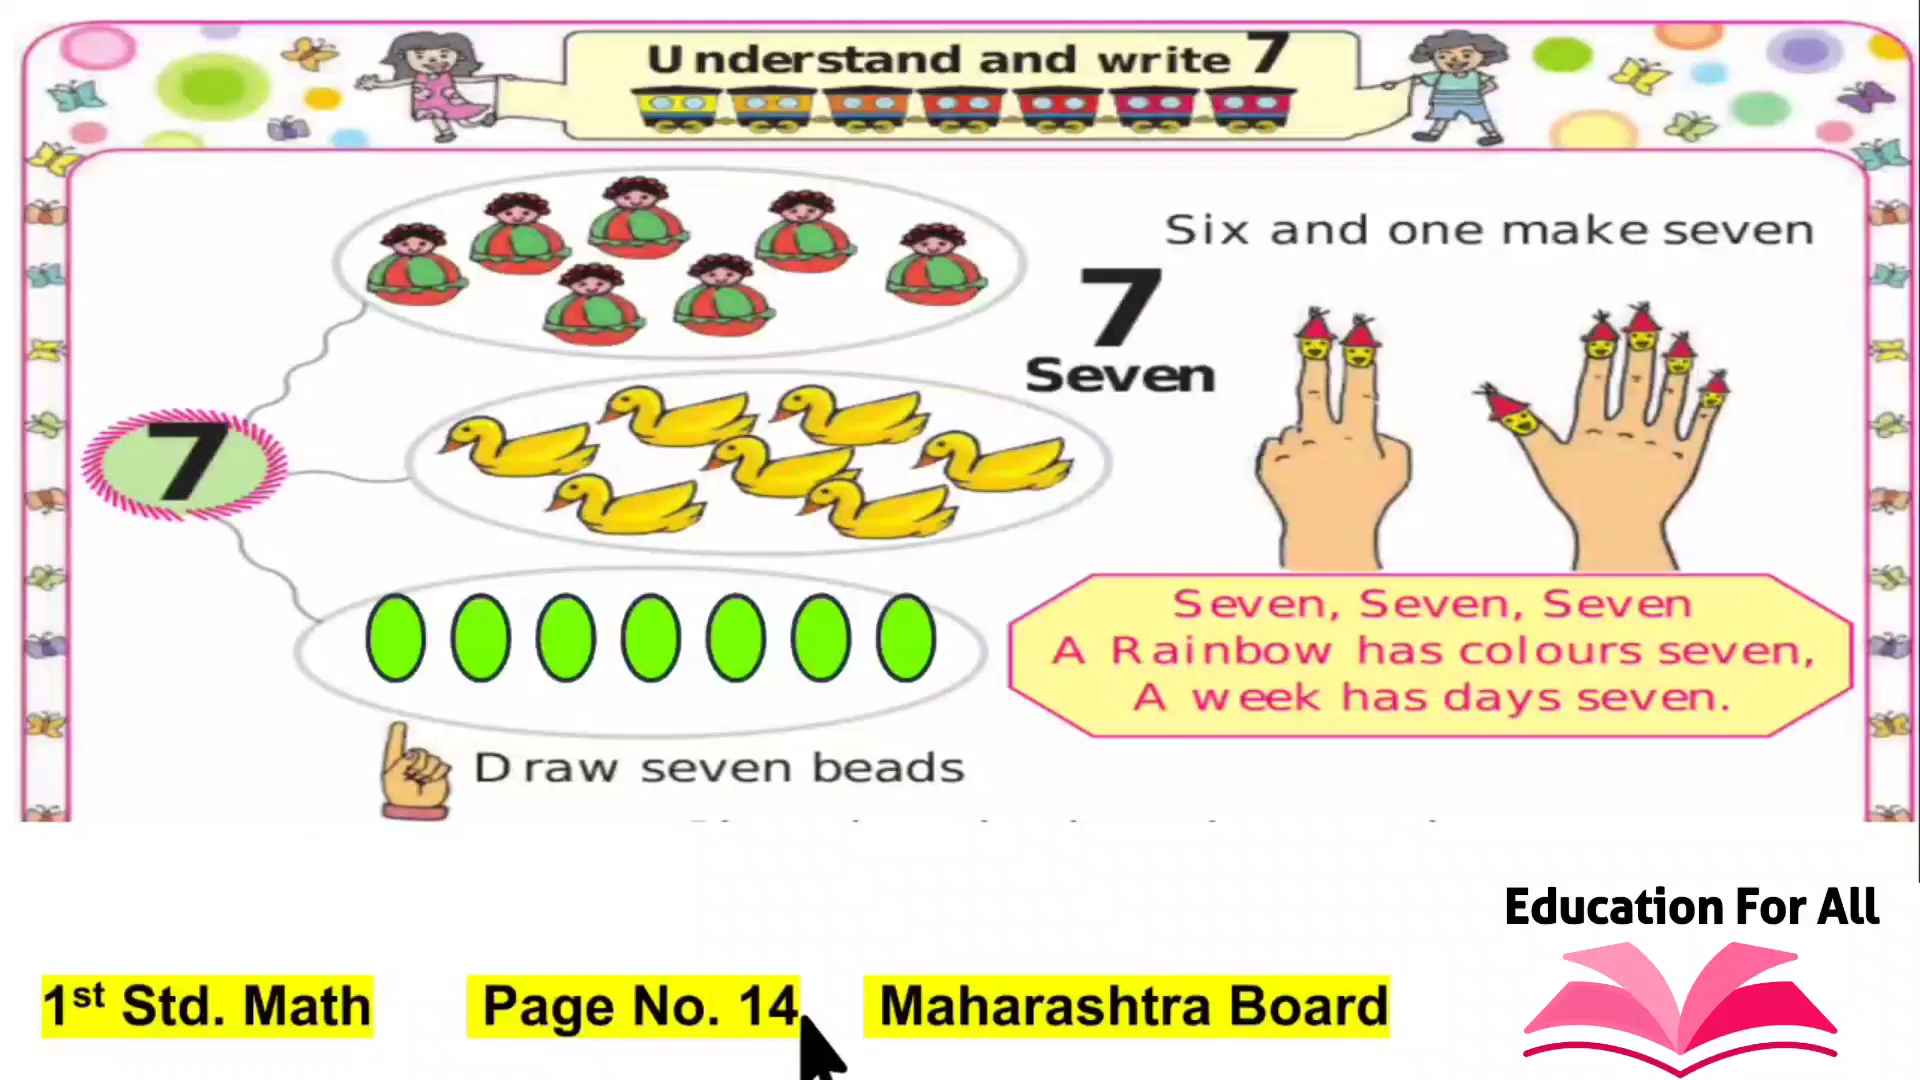 Understand and write 7
Six and one make seven
7
Seven
7
Seven, Seven, Seven
A Rainbow has colours seven,
A week has days seven.
Draw seven beads
Education For All
1st Std. Math Page No. 14 Maharashtra Board